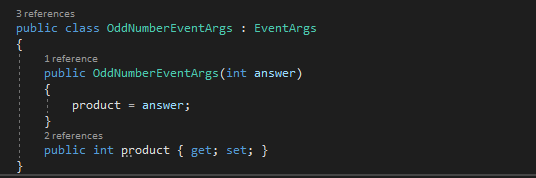 3 references
public class OddNumberEventArgs : EventArgs
{
1 reference
public OddNumberEventArgs(int answer)
{
product = answer;
}
2 references
public int product { get; set; }
}